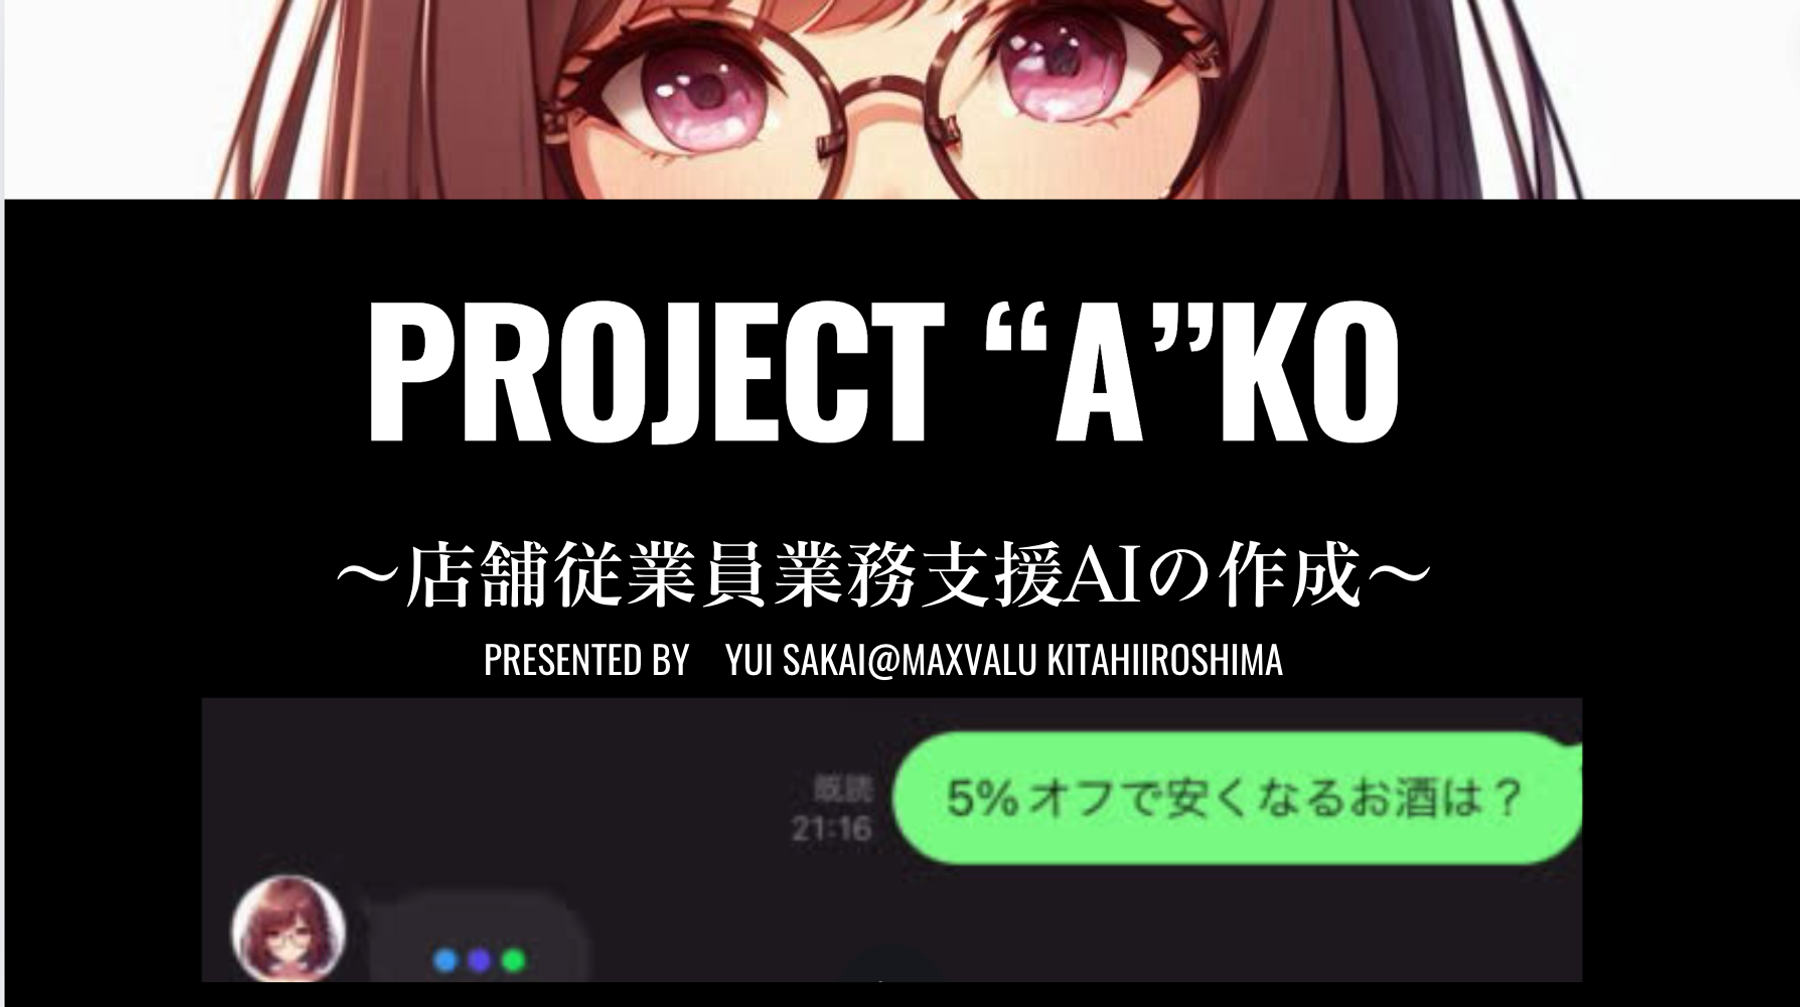 PROJECT “A”KO
～店舗従業員業務支援AIの作成～
PRESENTED BY　YUI SAKAI@MAXVALU KITAHIIROSHIMA
5%オフで安くなるお酒は？
既読
21:16